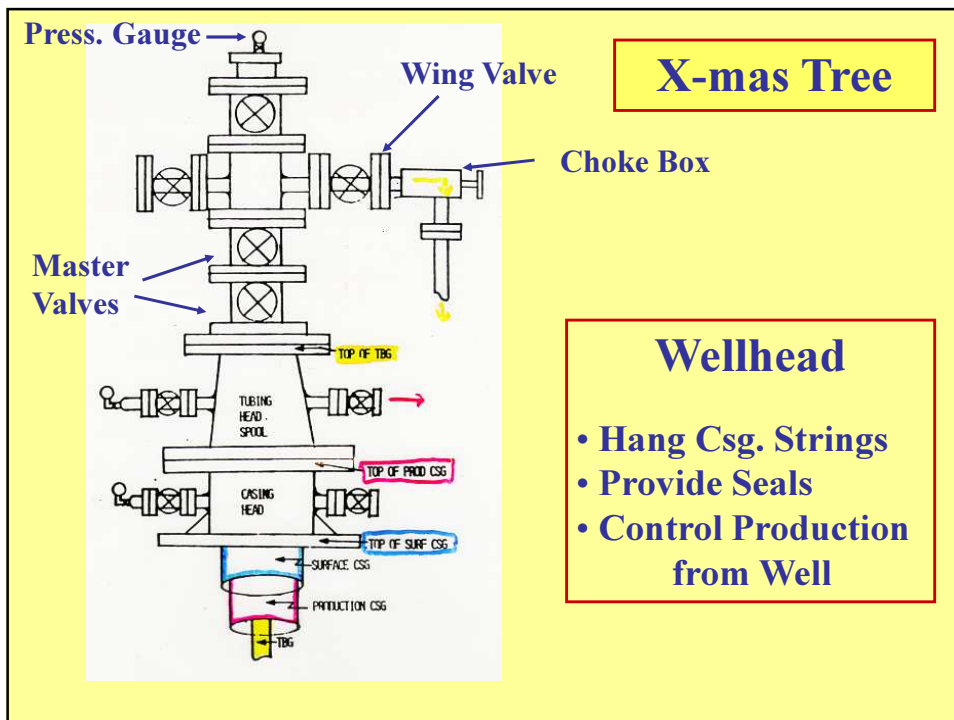 Press. Gauge
Wing Valve
X-mas Tree
Choke Box
Master
Valves
TOP OF TBG
TUBING
HEAD
SPOOL
TOP OF PROD CSG
CASING
HEAD
TOP OF SURF CSG
SURFACE CSG
PRODUCTION CSG
TBG
Wellhead
• Hang Csg. Strings
• Provide Seals
• Control Production
from Well